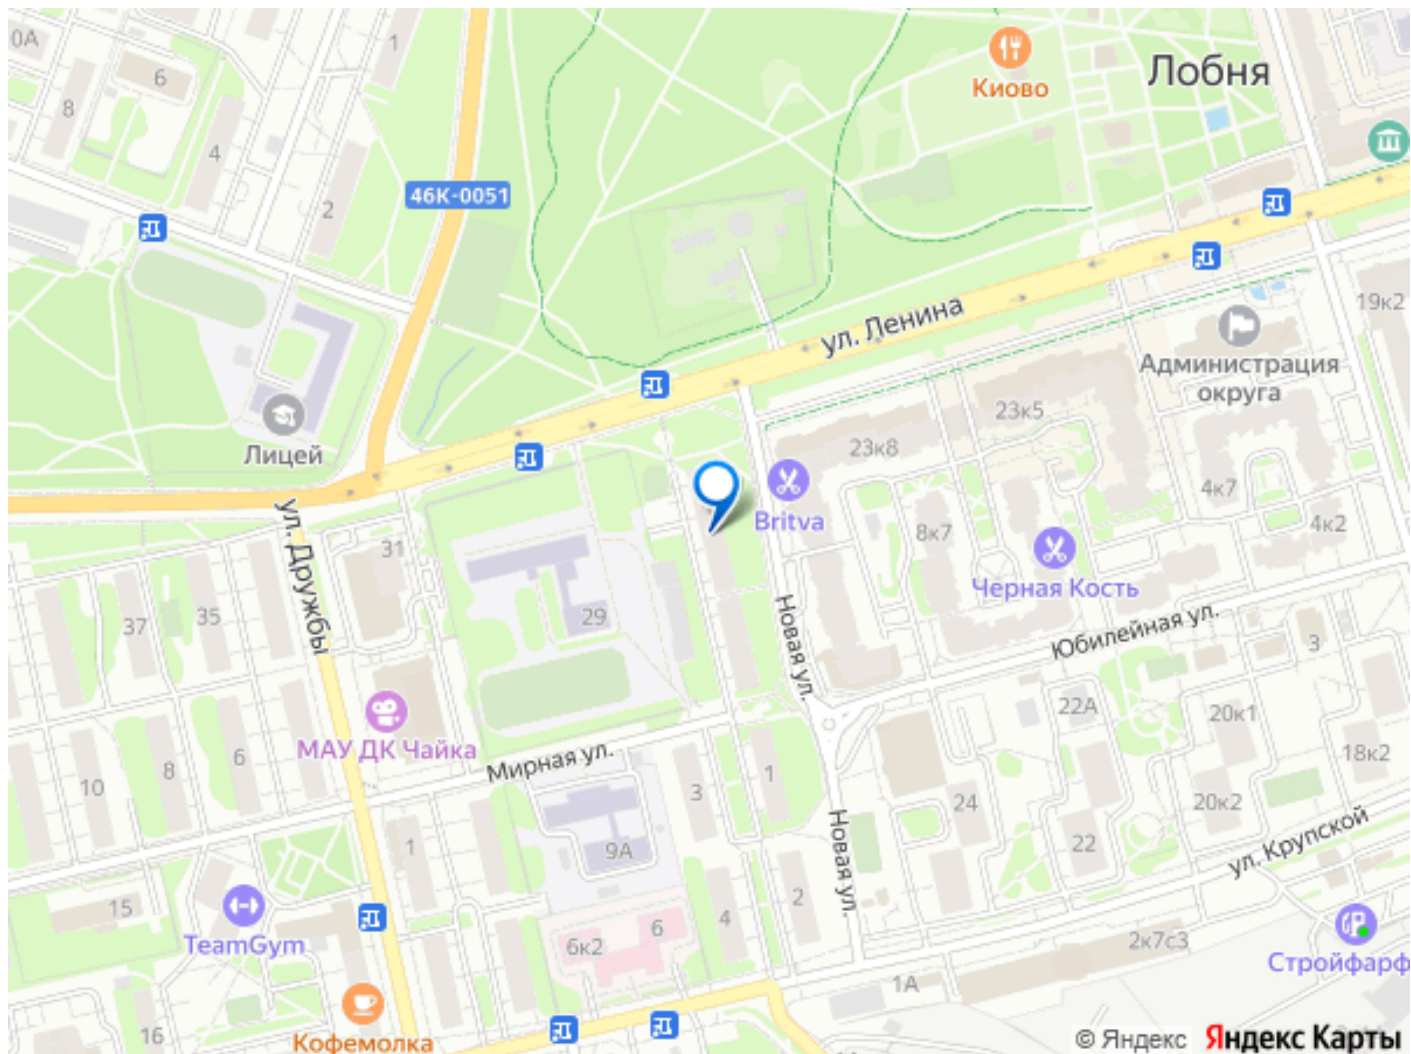 0А
6
1
8
4
2
46К-0051
Киово
Лобня
ул. Ленина
19к2
Администрация
округа
Лицей
23к5
23к8
4к7
4к2
Britva
8к7
Черная Кость
ул. Дружбы
31
37
35
29
Новая ул.
Юбилейная ул.
3
22А
20к1
18к2
МАУ ДК Чайка
Мирная ул.
10
8
6
3
1
24
20к2
22
Новая ул.
ул. Крупской
1
9А
15
TeamGym
2
4
6
6к2
2к7с3
1А
Стройфарф
16
Кофемолка
© Яндекс Яндекс Карты